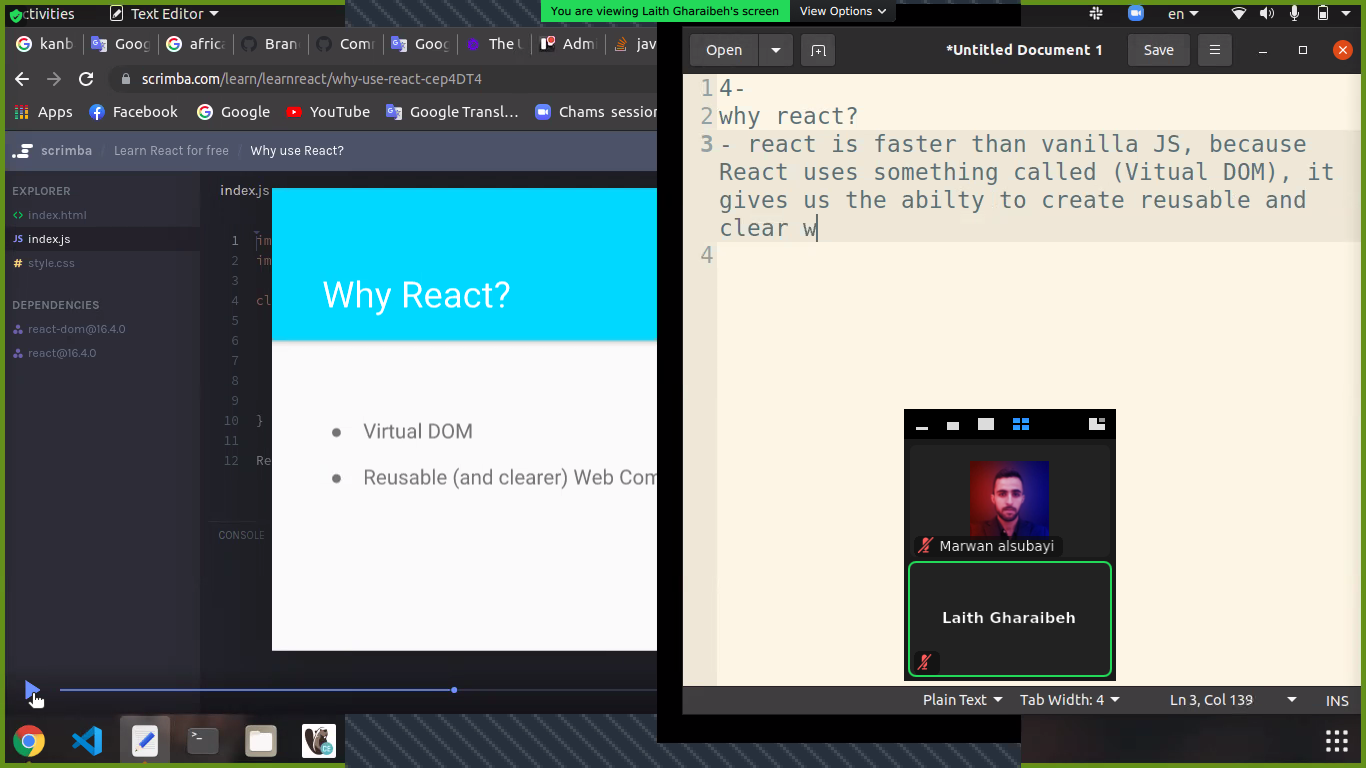 ctivities
Text Editor
You are viewing Laith Gharaibeh's screen
View Options
en
kanb
Goog
africa
Bran
Com
Goog
The U
Admi
jav
scrimba.com/learn/learnreact/why-use-react-cep4DT4
Apps
Facebook
Google
YouTube
Google Transl...
Chams session
scrimba / Learn React for free / Why use React?
EXPLORER
index.html
JS index.js
# style.css
DEPENDENCIES
react-dom@16.4.0
react@16.4.0
index.js
1 im
2 im
3
4 cl
5
6
7
8
9
10 }
11
12 Re
CONSOLE
Why React?
● Virtual DOM
● Reusable (and clearer) Web Com
Open
*Untitled Document 1
Save
1 4-
2 why react?
3 - react is faster than vanilla JS, because
React uses something called (Vitual DOM), it
gives us the abilty to create reusable and
clear w
4
Marwan alsubayi
Laith Gharaibeh
Plain Text
Tab Width: 4
Ln 3, Col 139
INS
CE